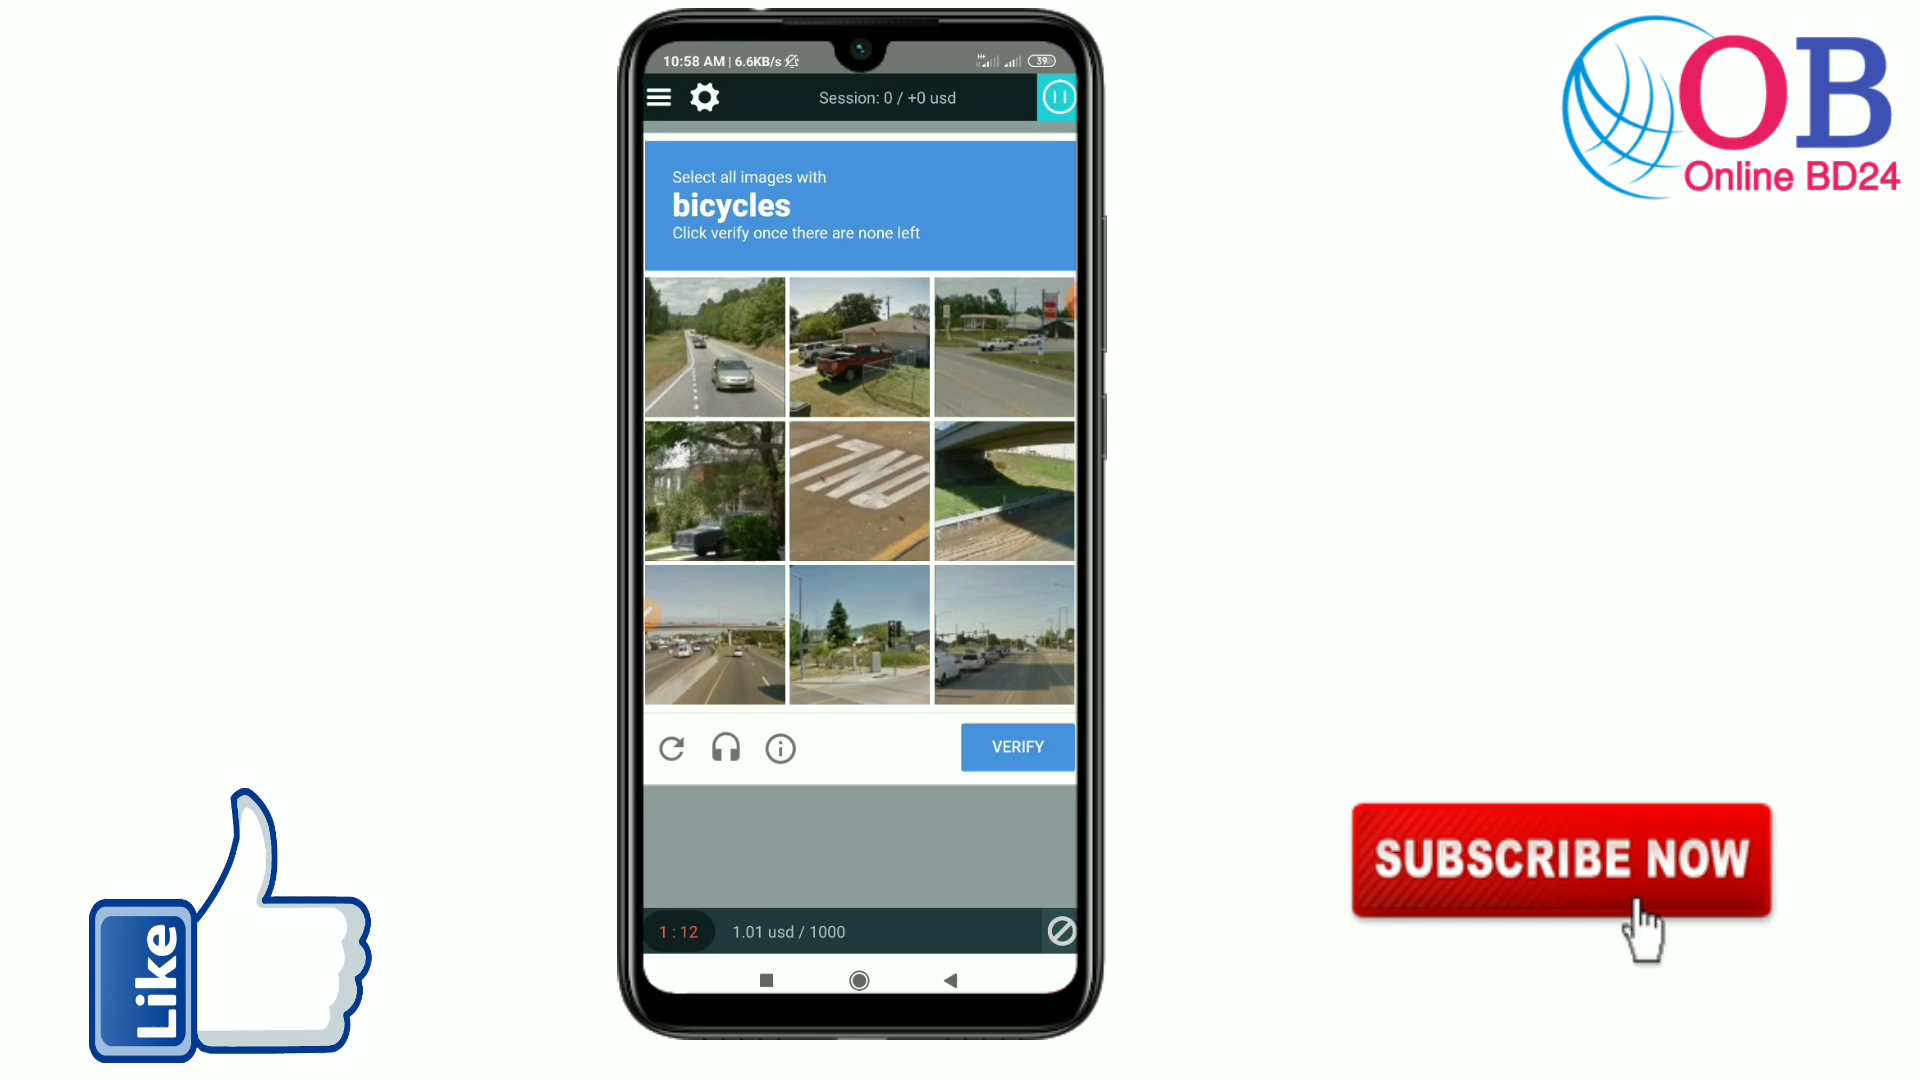 10:58 AM | 6.6KB/s
39
Session: 0 / +0 usd
Select all images with
bicycles
Click verify once there are none left
VERIFY
1 : 12
1.01 usd / 1000
OB
Online BD24
Like
SUBSCRIBE NOW